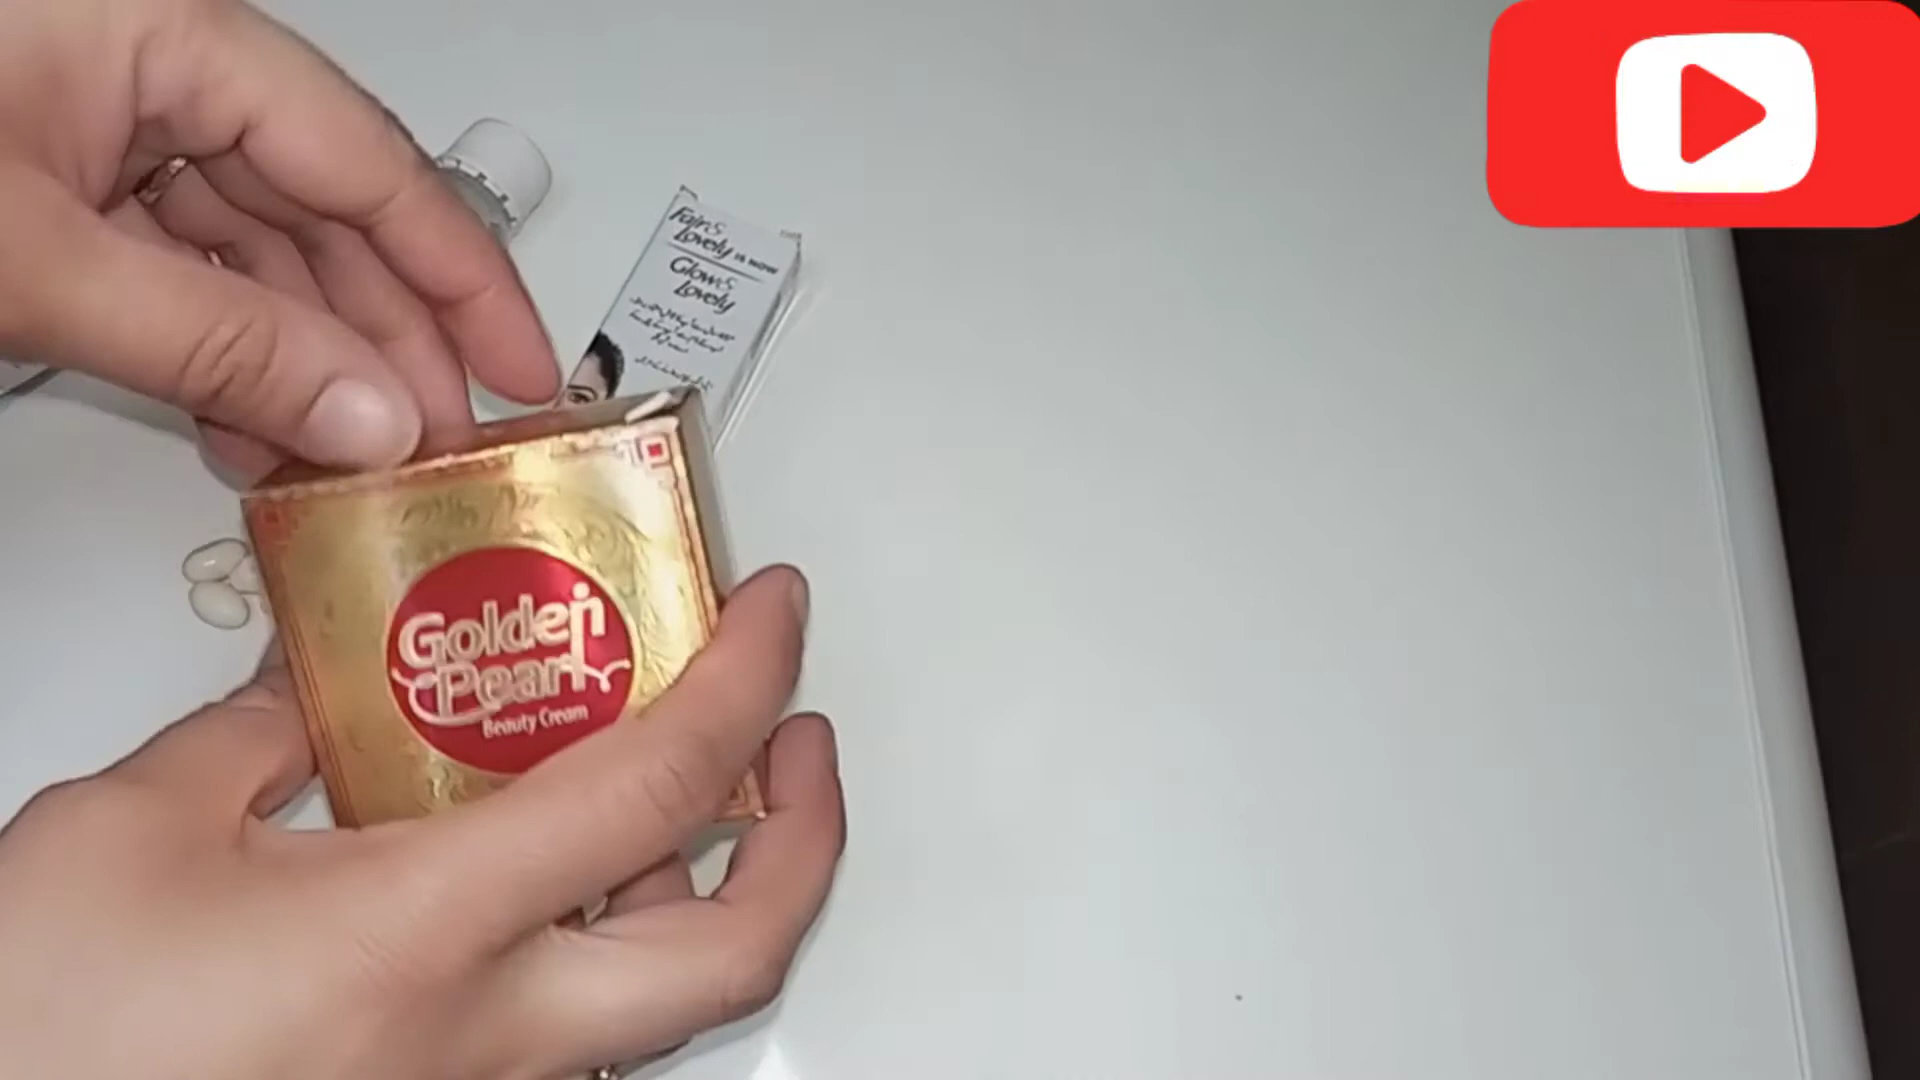 Fair &
Lovely IS NOW
Glow &
Lovely
Golden
Pearl
Beauty Cream